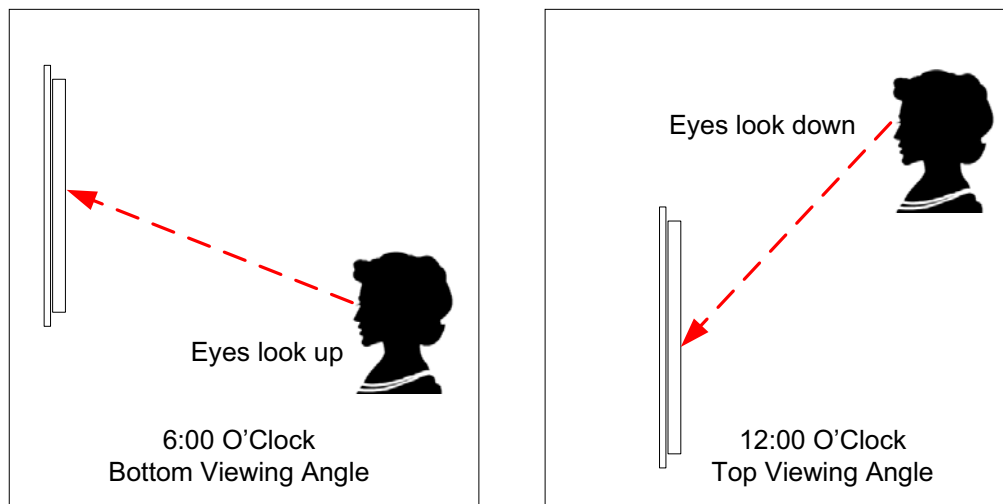 Eyes look up
6:00 O’Clock
Bottom Viewing Angle
Eyes look down
12:00 O’Clock
Top Viewing Angle